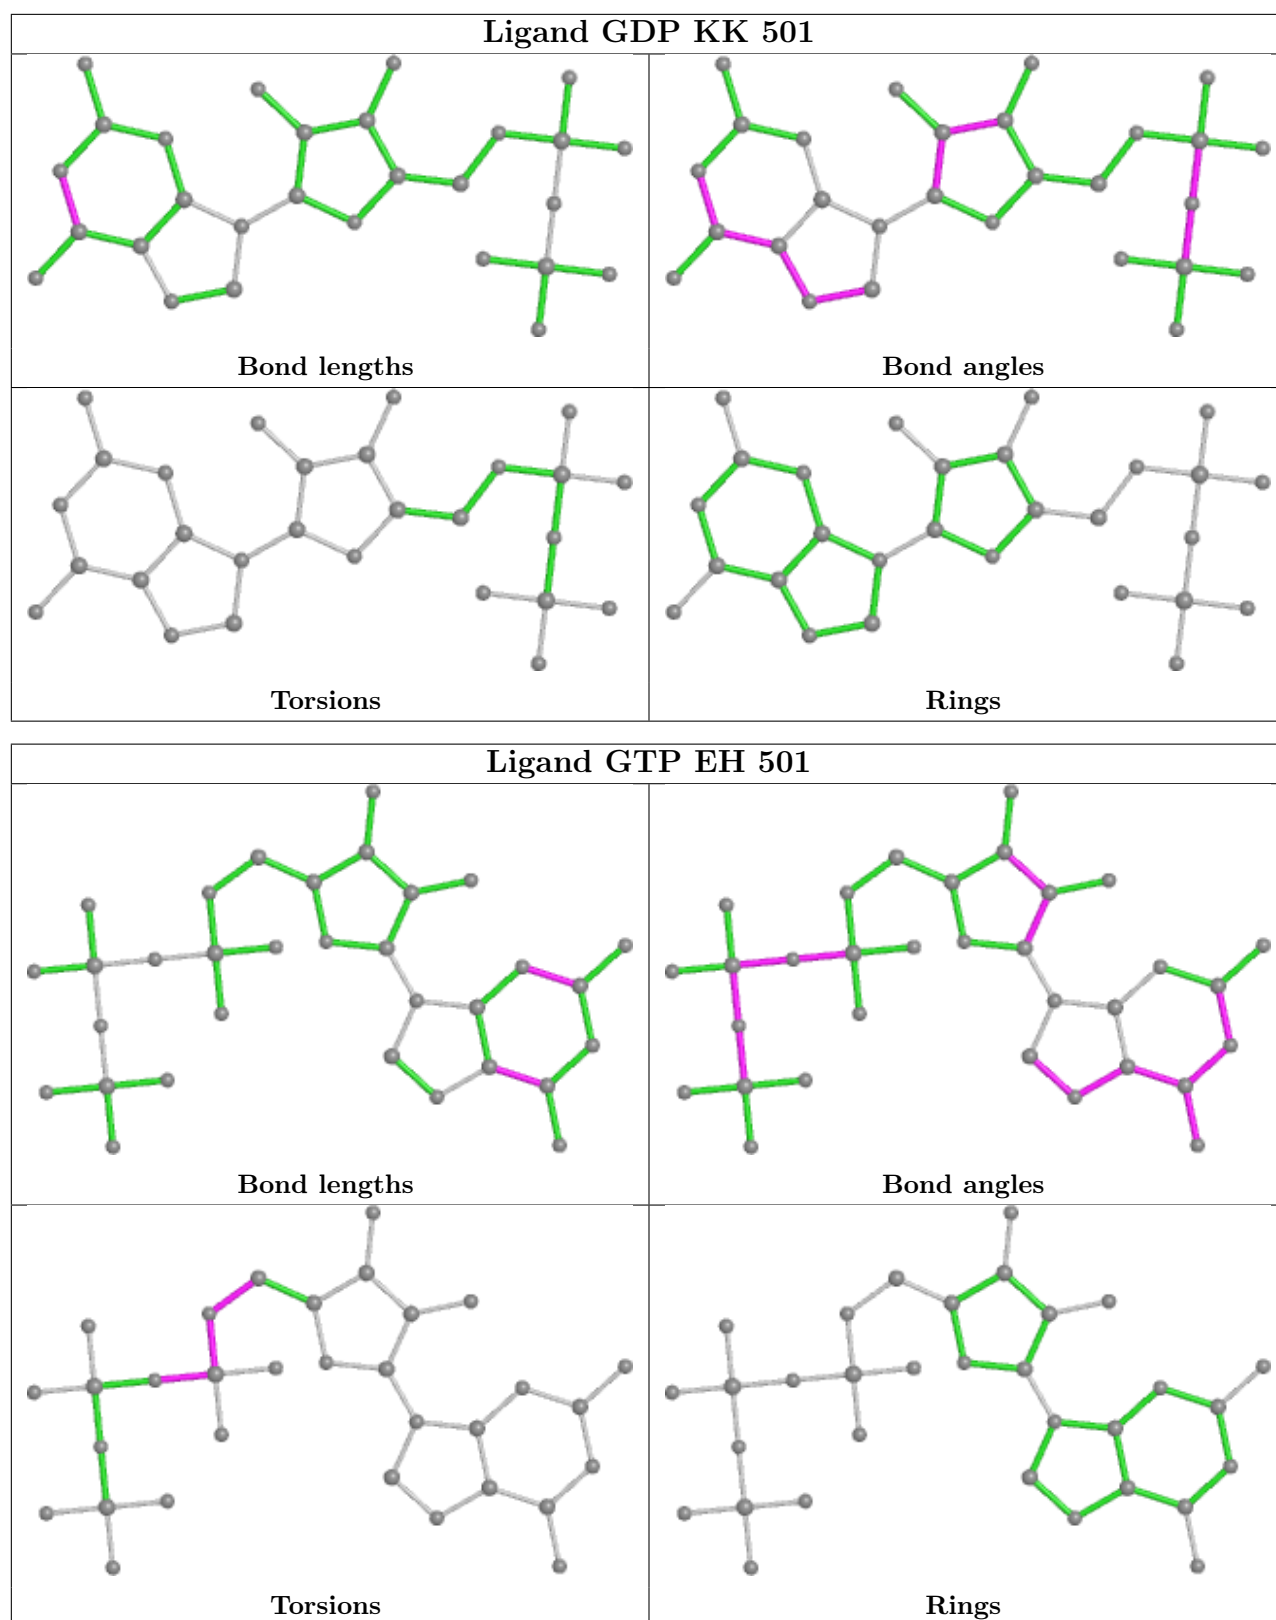 Ligand GDP KK 501
Bond lengths
Bond angles
Torsions
Rings
Ligand GTP EH 501
Bond lengths
Bond angles
Torsions
Rings